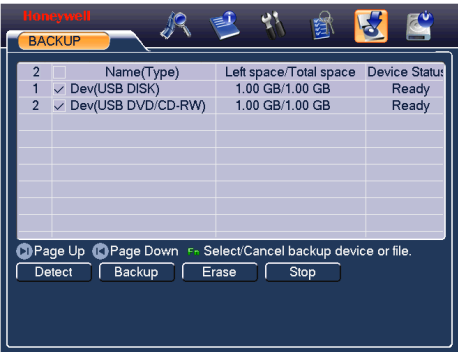 Honeywell
BACKUP
2 Name(Type) Left space/Total space Device Status
1 Dev(USB DISK) 1.00 GB/1.00 GB Ready
2 Dev(USB DVD/CD-RW) 1.00 GB/1.00 GB Ready
Page Up Page Down Fn Select/Cancel backup device or file.
Detect Backup Erase Stop